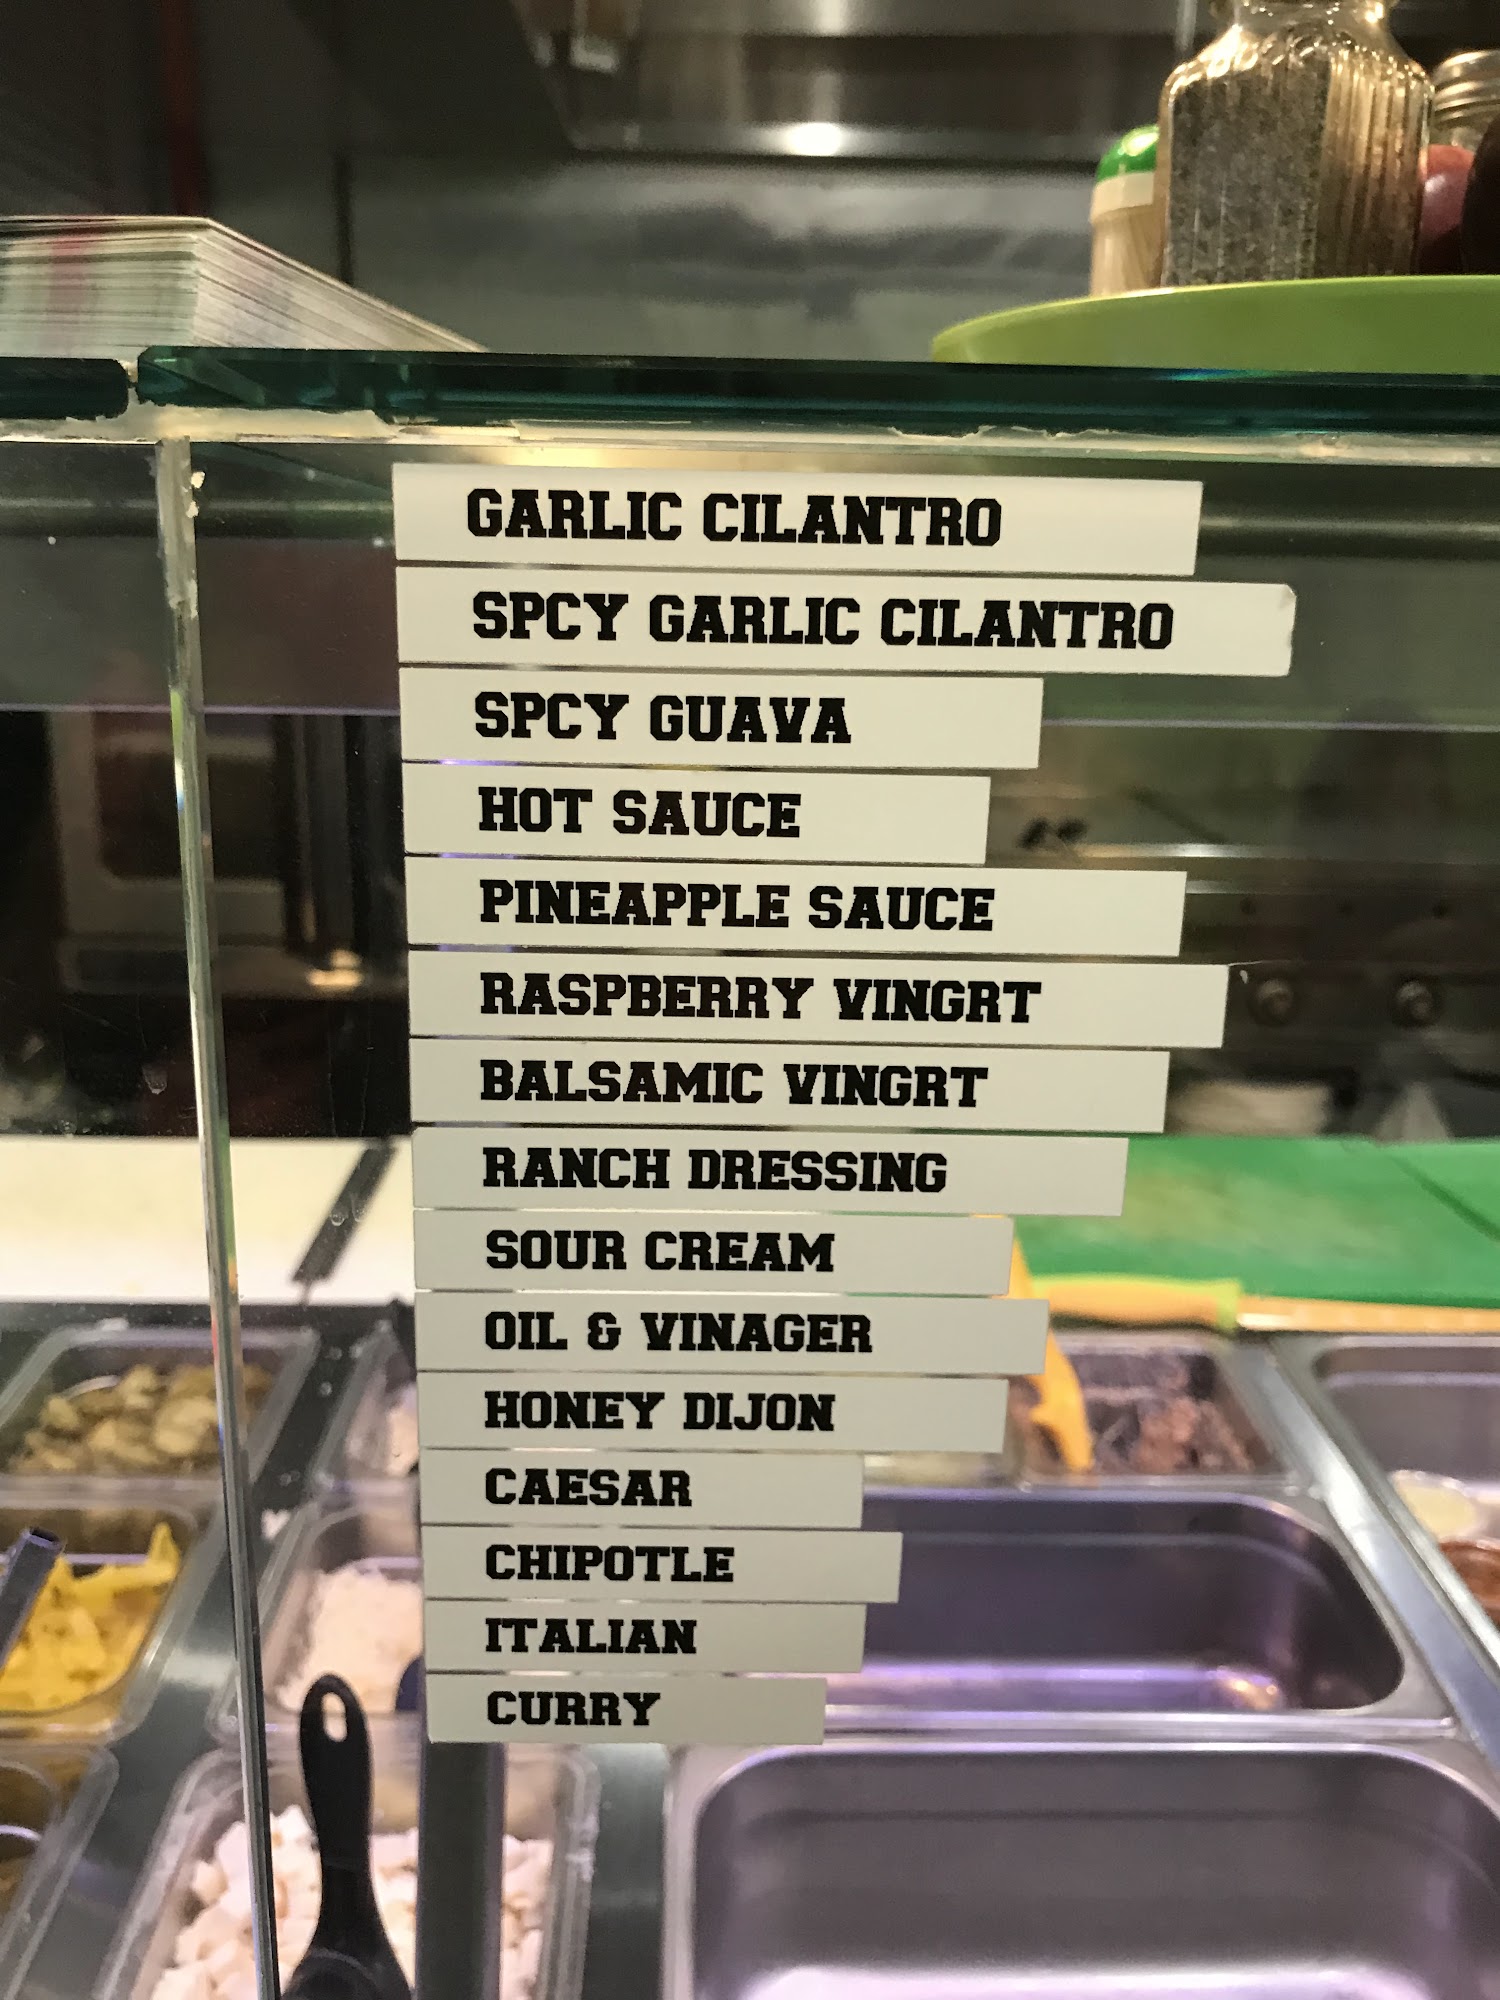 GARLIC CILANTRO
SPCY GARLIC CILANTRO
SPCY GUAVA
HOT SAUCE
PINEAPPLE SAUCE
RASPBERRY VINGRT
BALSAMIC VINGRT
RANCH DRESSING
SOUR CREAM
OIL & VINAGER
HONEY DIJON
CAESAR
CHIPOTLE
ITALIAN
CURRY